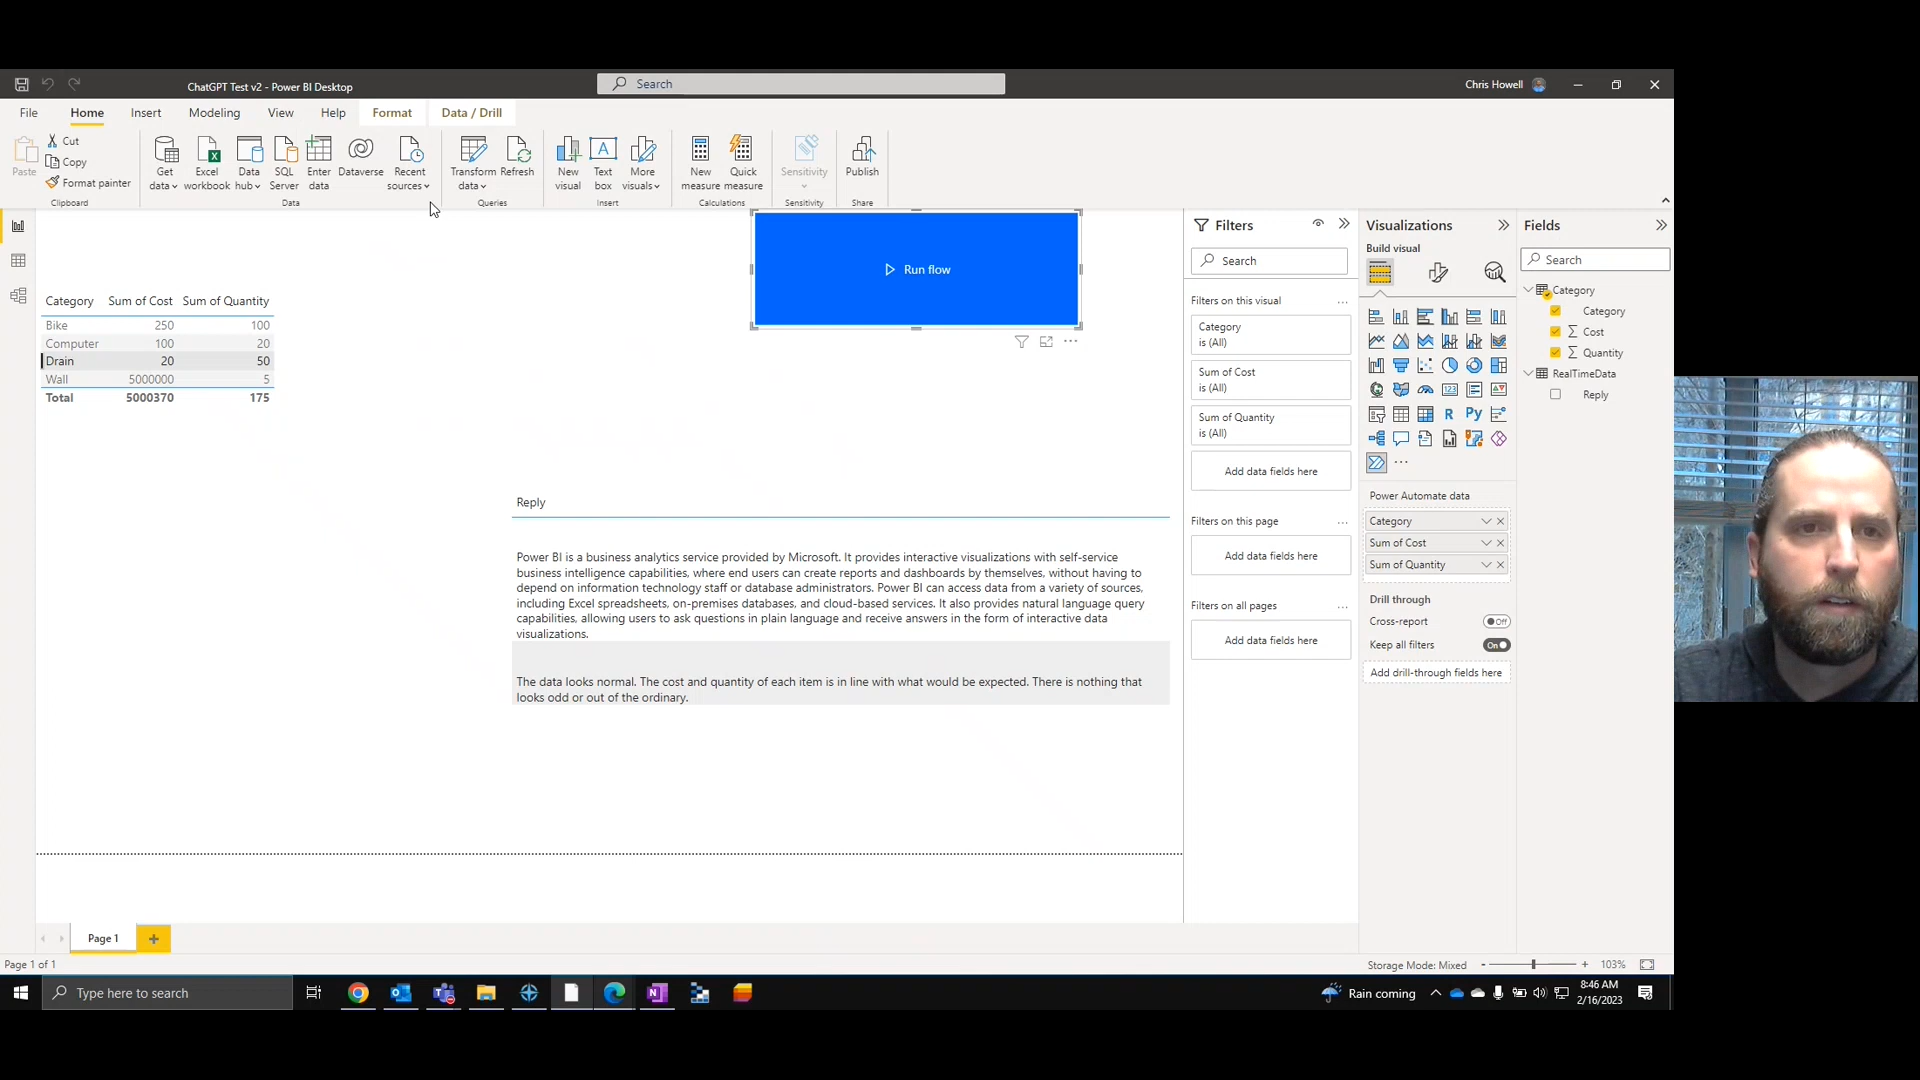 ChatGPT Test v2 - Power BI Desktop
Search
Chris Howell
File Home Insert Modeling View Help Format Data / Drill
Paste
Cut
Copy
Format painter
Clipboard
Get data
Excel workbook
Data hub
SQL Server
Enter data
Dataverse
Recent sources
Data
Transform data
Refresh
Queries
New visual
Text box
More visuals
Insert
New measure
Quick measure
Calculations
Sensitivity
Sensitivity
Publish
Share
Run flow
Category Sum of Cost Sum of Quantity
Bike 250 100
Computer 100 20
Drain 20 50
Wall 5000000 5
Total 5000370 175
Reply
Power BI is a business analytics service provided by Microsoft. It provides interactive visualizations with self-service
business intelligence capabilities, where end users can create reports and dashboards by themselves, without having to
depend on information technology staff or database administrators. Power BI can access data from a variety of sources,
including Excel spreadsheets, on-premises databases, and cloud-based services. It also provides natural language query
capabilities, allowing users to ask questions in plain language and receive answers in the form of interactive data
visualizations.
The data looks normal. The cost and quantity of each item is in line with what would be expected. There is nothing that
looks odd or out of the ordinary.
Filters
Search
Filters on this visual ...
Category
is (All)
Sum of Cost
is (All)
Sum of Quantity
is (All)
Add data fields here
Filters on this page ...
Add data fields here
Filters on all pages ...
Add data fields here
Visualizations
Build visual
123
R
Py
...
Power Automate data
Category
Sum of Cost
Sum of Quantity
Drill through
Cross-report Off
Keep all filters On
Add drill-through fields here
Fields
Search
Category
Category
Σ Cost
Σ Quantity
RealTimeData
Reply
Page 1 +
Page 1 of 1
Storage Mode: Mixed - + 103%
Type here to search
Rain coming
8:46 AM
2/16/2023